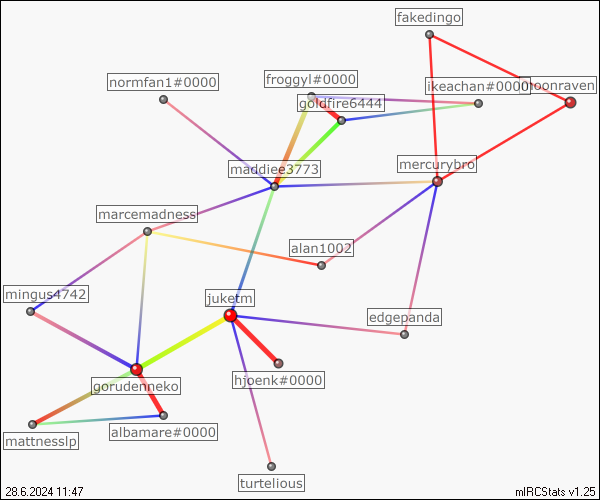 fakedingo
normfan1#0000
froggyl#0000
ikeachan#0000
goldfire6444
mercurybro
maddiee3773
marcemadness
alan1002
mingus4742
juketm
edgepanda
gorudenneko
hjoenk#0000
albamare#0000
mattnesslp
turtelious
28.6.2024 11:47
mIRCStats v1.25